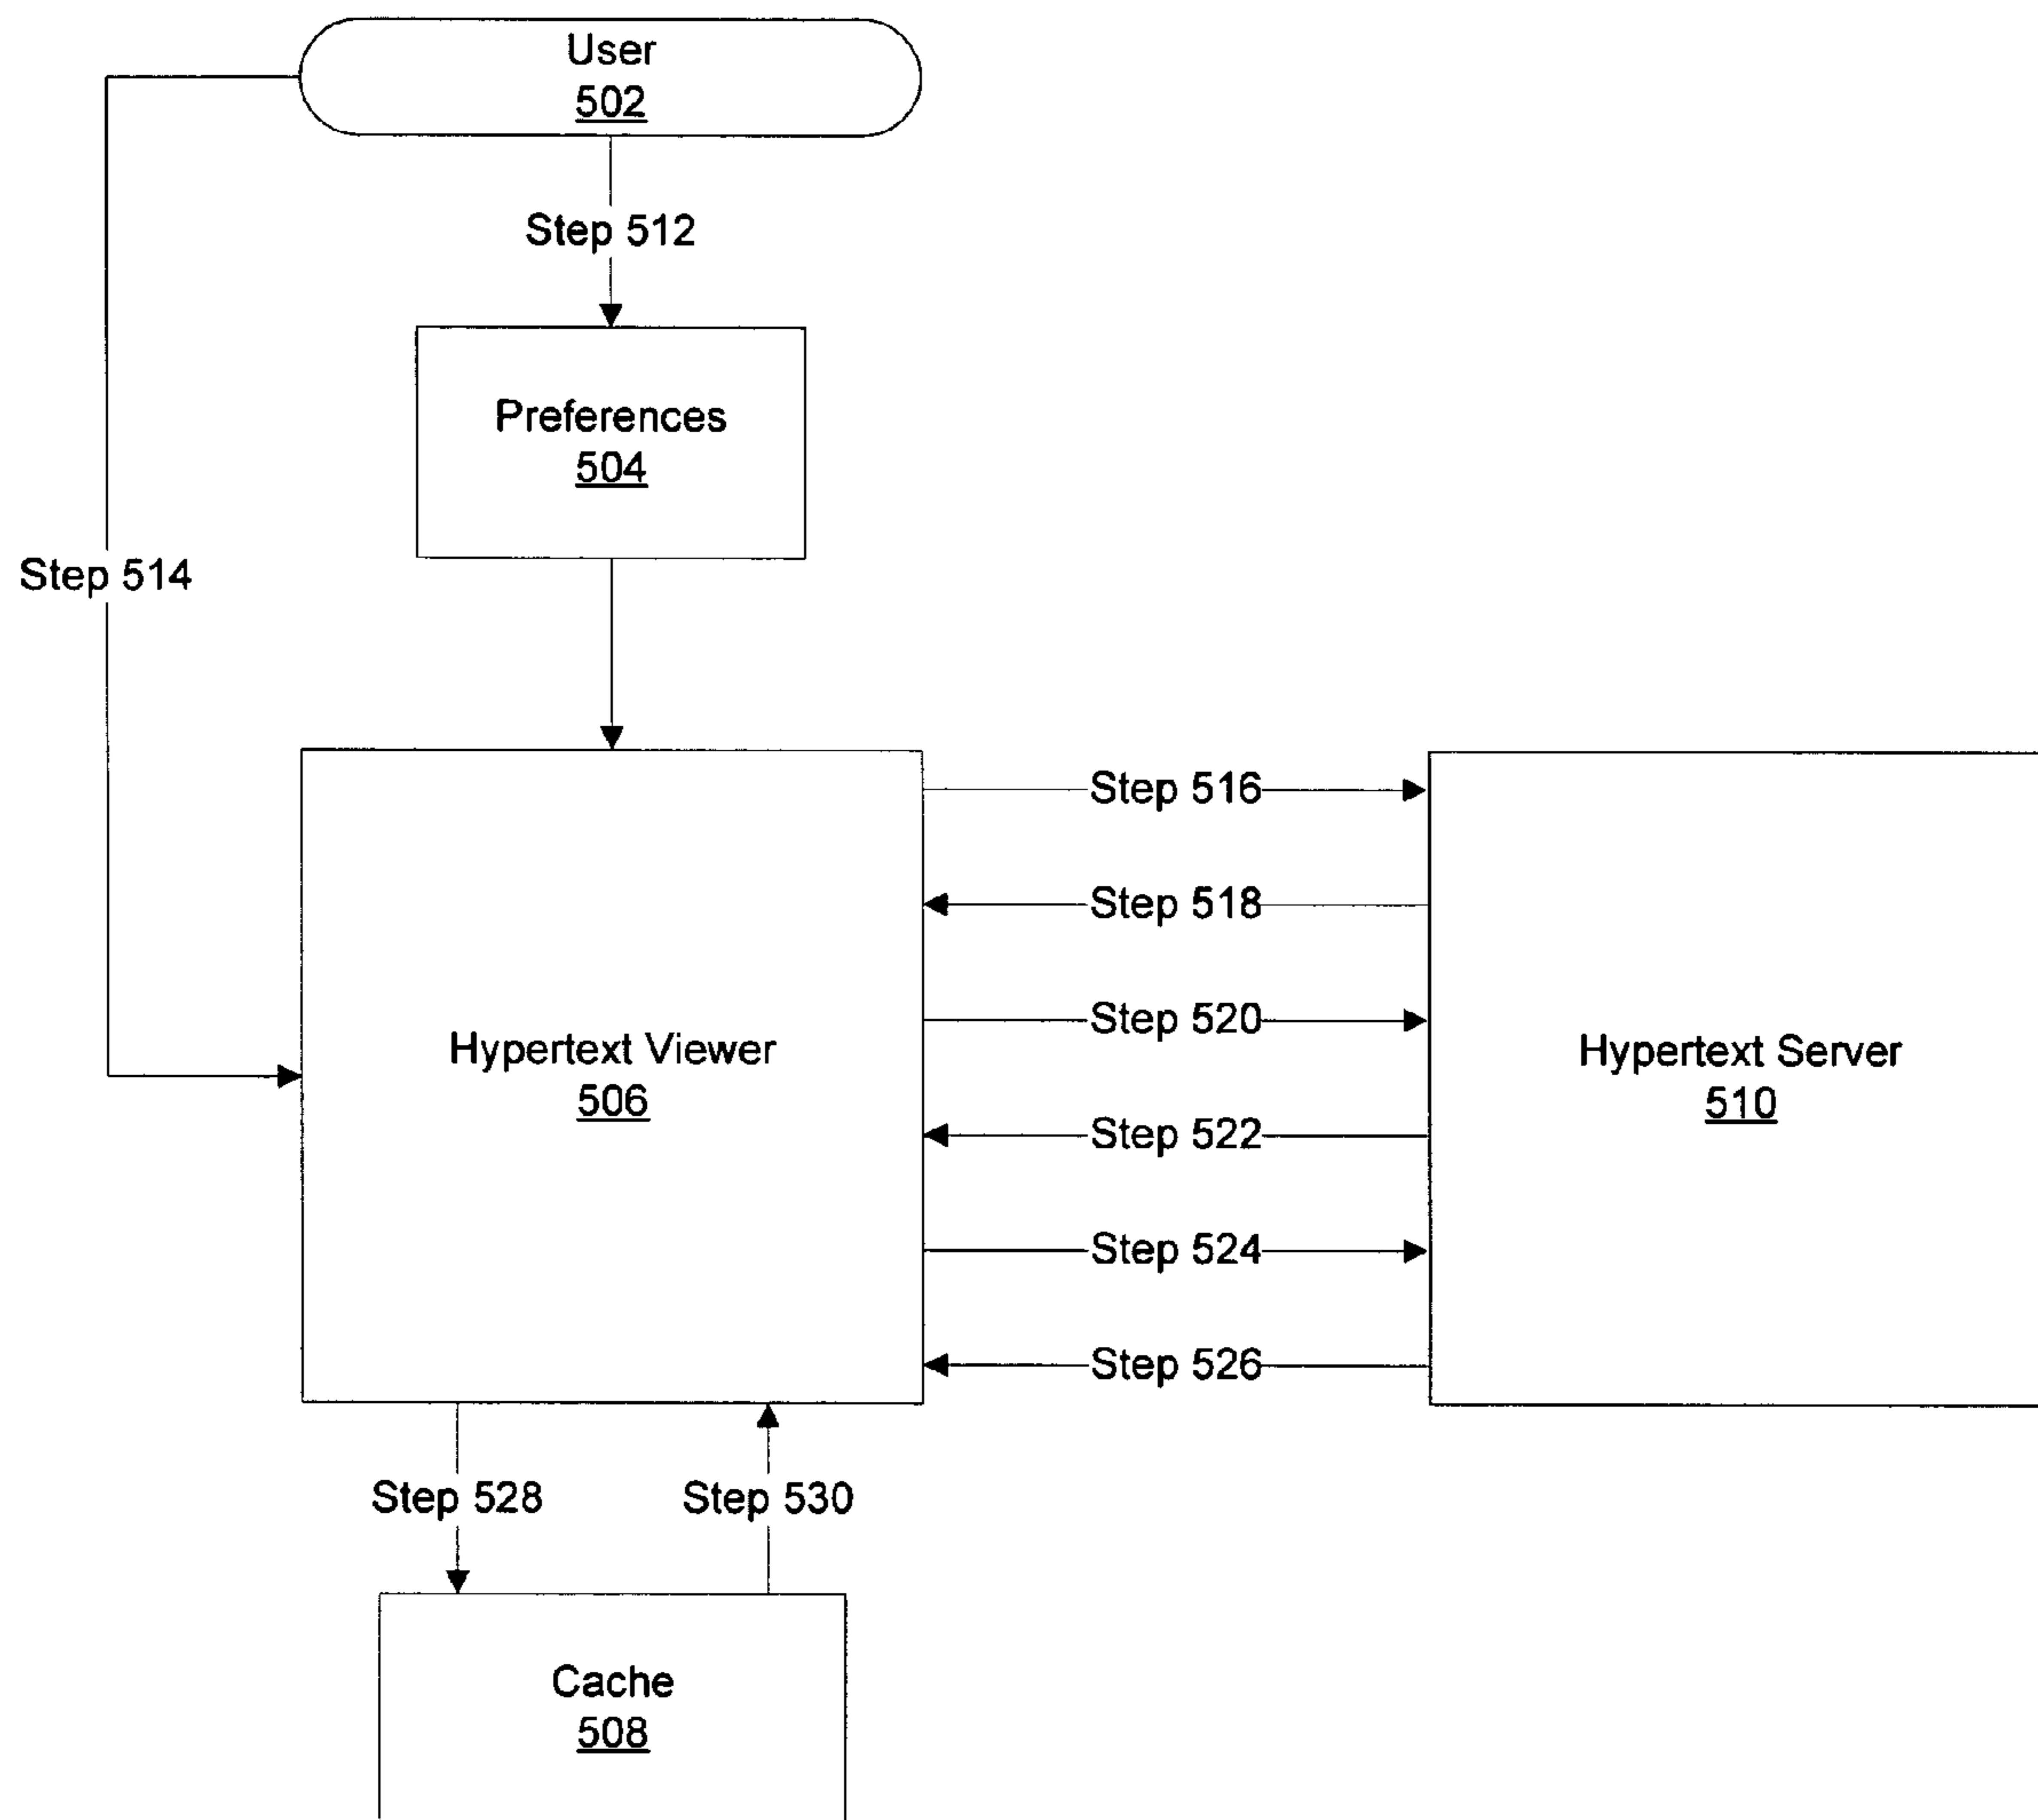 User
502
Step 512
Preferences
504
Step 514
Step 516
Step 518
Step 520
Hypertext Viewer
506
Hypertext Server
510
Step 522
Step 524
Step 526
Step 528
Step 530
Cache
508